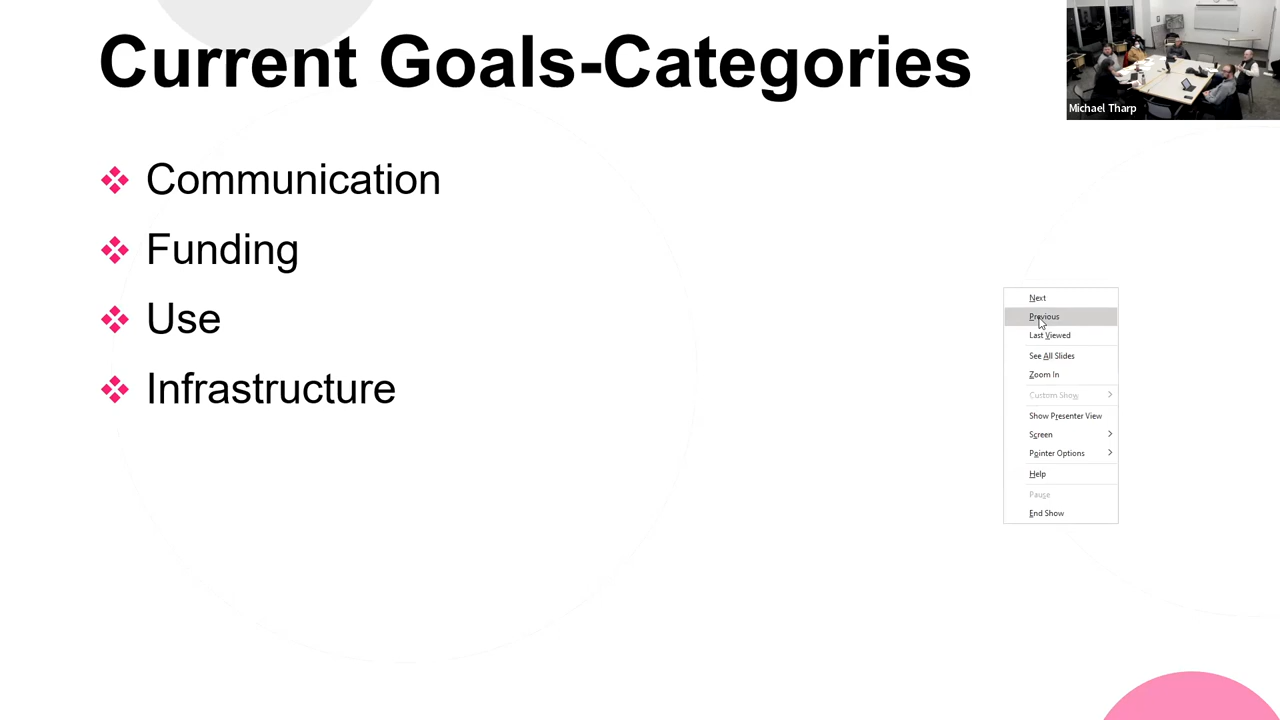 Current Goals-Categories
Michael Tharp
Communication
Funding
Use
Infrastructure
Next
Previous
Last Viewed
See All Slides
Zoom In
Custom Show
Show Presenter View
Screen
Pointer Options
Help
Pause
End Show